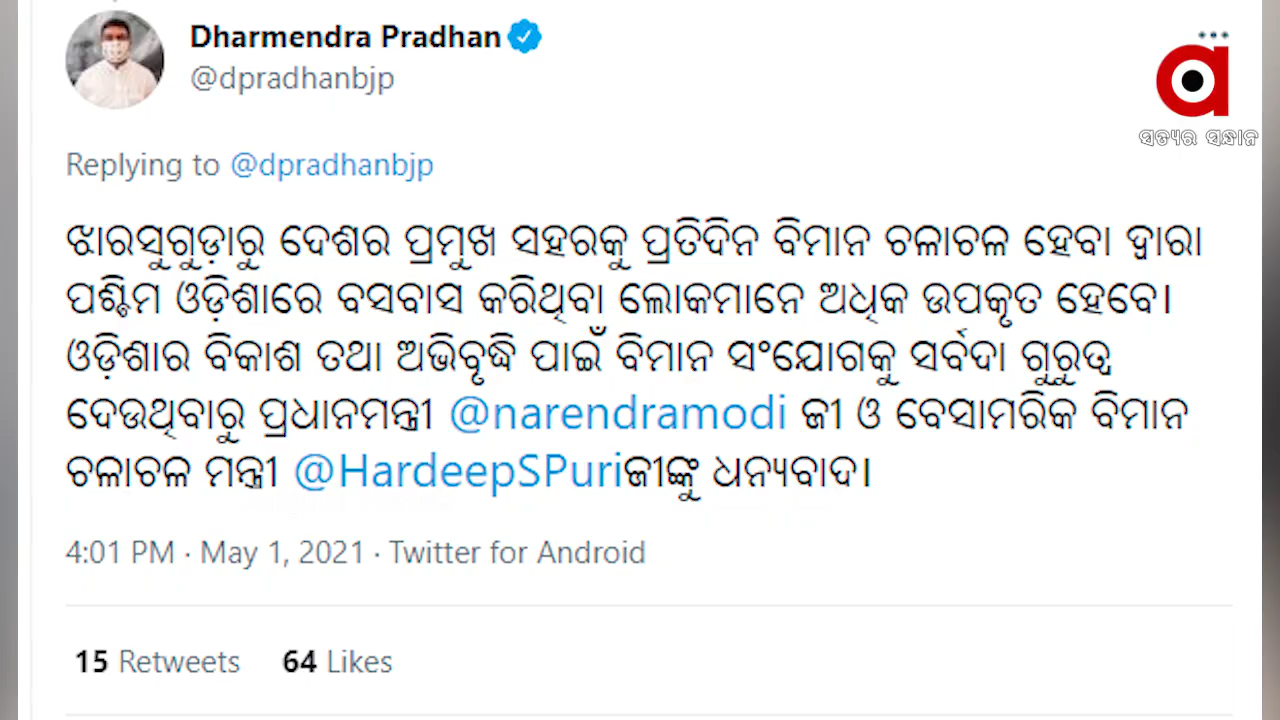 Dharmendra Pradhan
@dpradhanbjp
ସତ୍ୟର ସନ୍ଧାନ
Replying to @dpradhanbjp
ଝାରସୁଗୁଡ଼ାରୁ ଦେଶର ପ୍ରମୁଖ ସହରକୁ ପ୍ରତିଦିନ ବିମାନ ଚଳାଚଳ ହେବା ଦ୍ୱାରା
ପଶ୍ଚିମ ଓଡ଼ିଶାରେ ବସବାସ କରିଥିବା ଲୋକମାନେ ଅଧିକ ଉପକୃତ ହେବେ।
ଓଡ଼ିଶାର ବିକାଶ ତଥା ଅଭିବୃଦ୍ଧି ପାଇଁ ବିମାନ ସଂଯୋଗକୁ ସର୍ବଦା ଗୁରୁତ୍ୱ
ଦେଉଥିବାରୁ ପ୍ରଧାନମନ୍ତ୍ରୀ @narendramodi ଜୀ ଓ ବେସାମରିକ ବିମାନ
ଚଳାଚଳ ମନ୍ତ୍ରୀ @HardeepSPuriଜୀଙ୍କୁ ଧନ୍ୟବାଦ।
4:01 PM · May 1, 2021 · Twitter for Android
15 Retweets 64 Likes